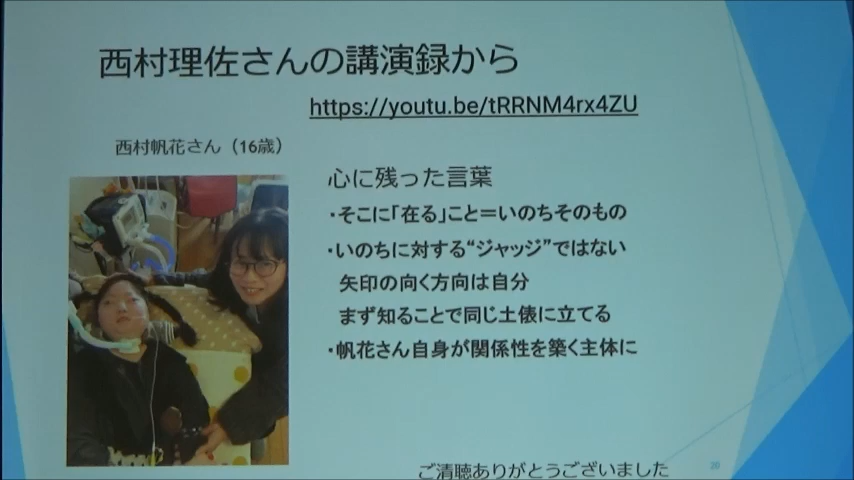 西村理佐さんの講演録から
https://youtu.be/tRRNM4rx4ZU
西村帆花さん（16歳）
心に残った言葉
・そこに「在る」こと＝いのちそのもの
・いのちに対する“ジャッジ”ではない
矢印の向く方向は自分
まず知ることで同じ土俵に立てる
・帆花さん自身が関係性を築く主体に
ご清聴ありがとうございました
20